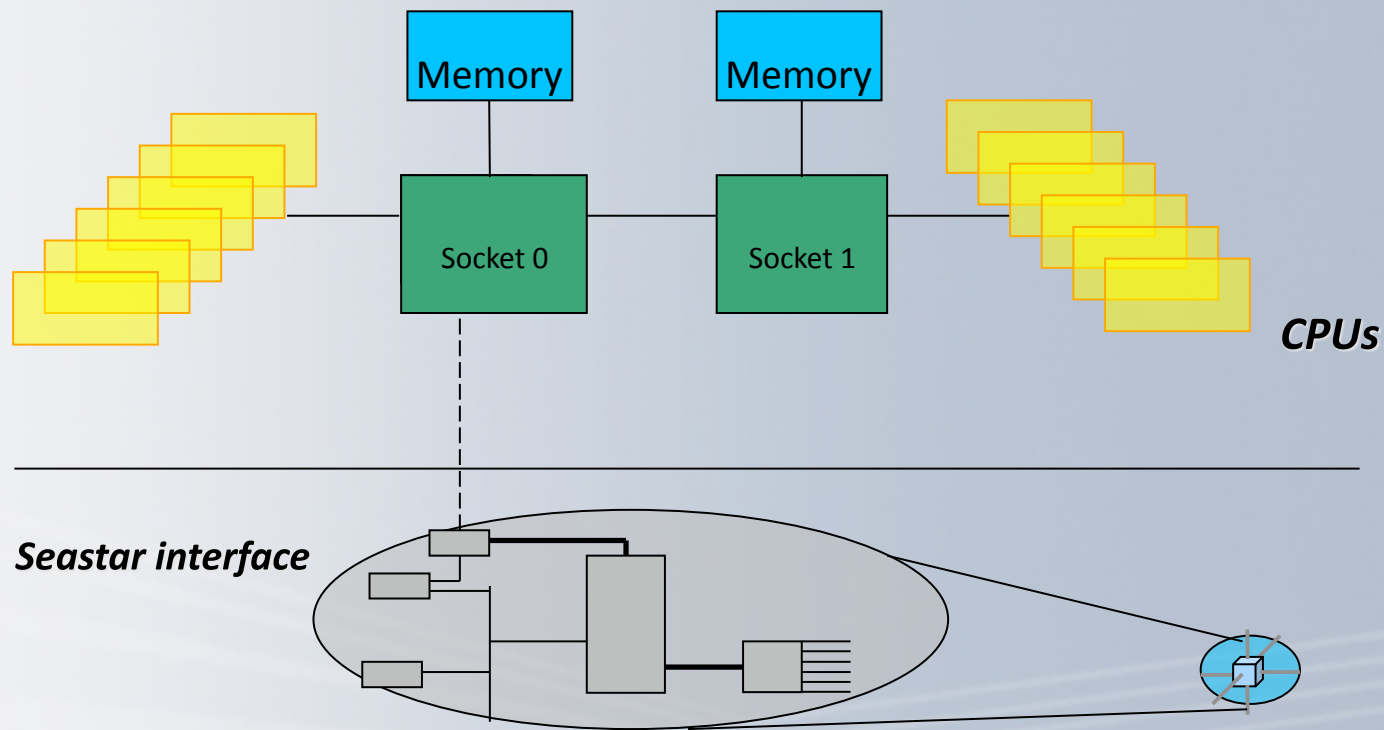 Memory
Memory
Socket 0
Socket 1
CPUs
Seastar interface